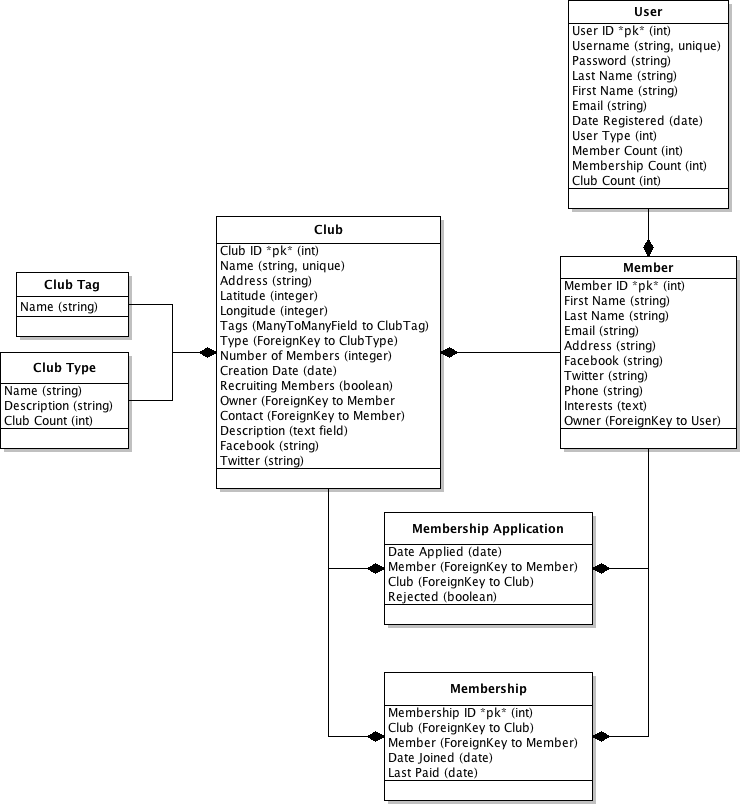 User
User ID *pk* (int)
Username (string, unique)
Password (string)
Last Name (string)
First Name (string)
Email (string)
Date Registered (date)
User Type (int)
Member Count (int)
Membership Count (int)
Club Count (int)
Club
Club ID *pk* (int)
Name (string, unique)
Address (string)
Latitude (integer)
Longitude (integer)
Tags (ManyToManyField to ClubTag)
Type (ForeignKey to ClubType)
Number of Members (integer)
Creation Date (date)
Recruiting Members (boolean)
Owner (ForeignKey to Member
Contact (ForeignKey to Member)
Description (text field)
Facebook (string)
Twitter (string)
Member
Member ID *pk* (int)
First Name (string)
Last Name (string)
Email (string)
Address (string)
Facebook (string)
Twitter (string)
Phone (string)
Interests (text)
Owner (ForeignKey to User)
Club Tag
Name (string)
Club Type
Name (string)
Description (string)
Club Count (int)
Membership Application
Date Applied (date)
Member (ForeignKey to Member)
Club (ForeignKey to Club)
Rejected (boolean)
Membership
Membership ID *pk* (int)
Club (ForeignKey to Club)
Member (ForeignKey to Member)
Date Joined (date)
Last Paid (date)